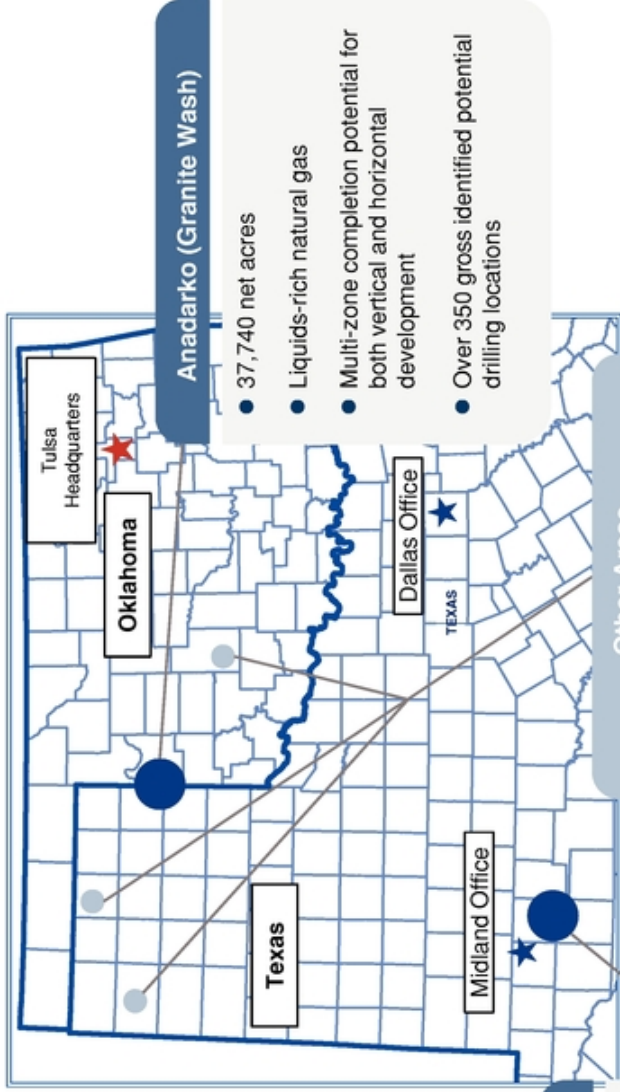 Tulsa
Headquarters
Oklahoma
Anadarko (Granite Wash)
● 37,740 net acres
● Liquids-rich natural gas
● Multi-zone completion potential for
both vertical and horizontal
development
● Over 350 gross identified potential
drilling locations
Dallas Office
TEXAS
Texas
Midland Office